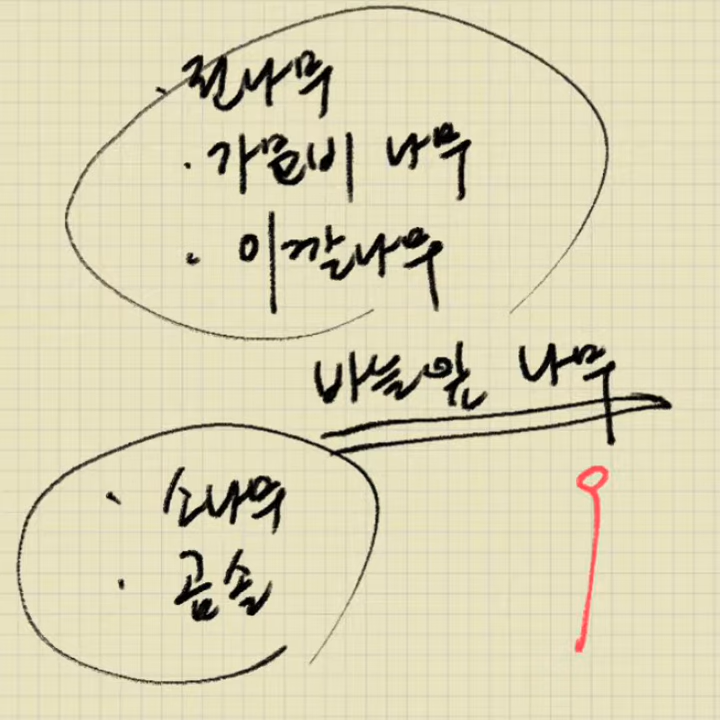 · 전나무
· 가문비 나무
· 이깔나무
바늘잎 나무
· 소나무
· 곰솔